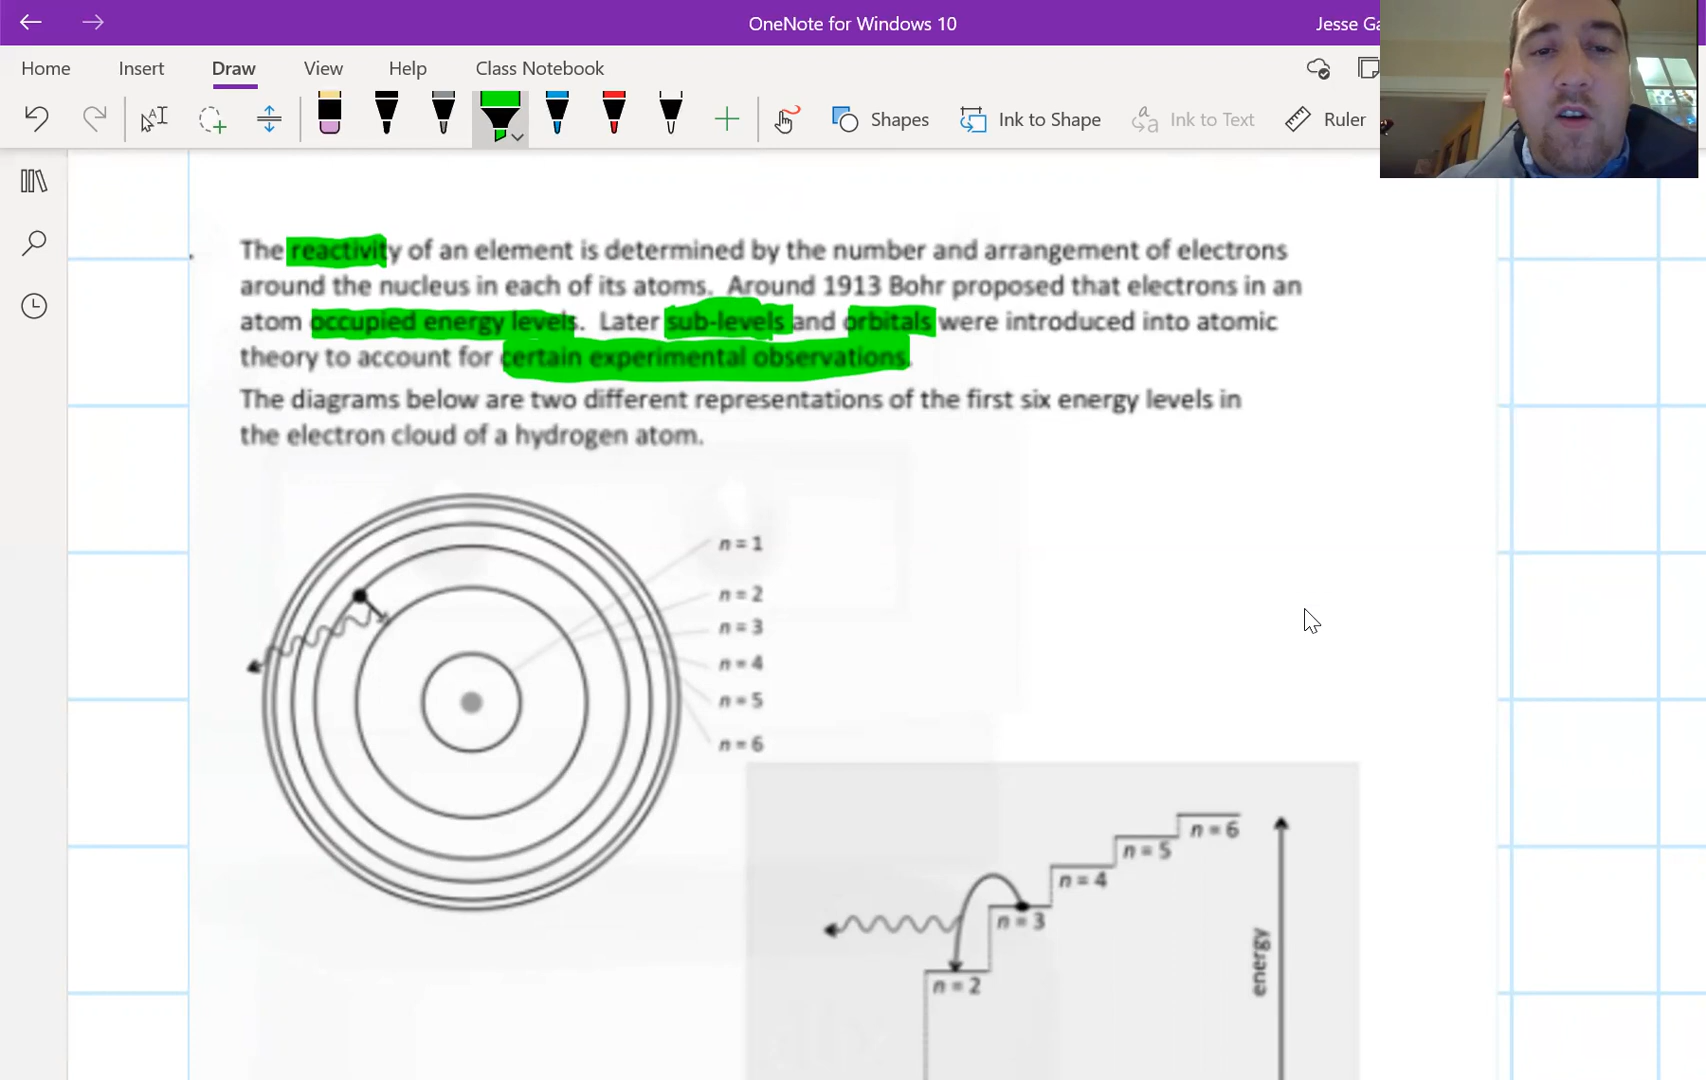 OneNote for Windows 10
Jesse Ga
Home Insert Draw View Help Class Notebook
Shapes Ink to Shape Ink to Text Ruler
The reactivity of an element is determined by the number and arrangement of electrons
around the nucleus in each of its atoms. Around 1913 Bohr proposed that electrons in an
atom occupied energy levels. Later sub-levels and orbitals were introduced into atomic
theory to account for certain experimental observations.
The diagrams below are two different representations of the first six energy levels in
the electron cloud of a hydrogen atom.
n = 1
n = 2
n = 3
n = 4
n = 5
n = 6
n = 6
n = 5
n = 4
n = 3
n = 2
energy